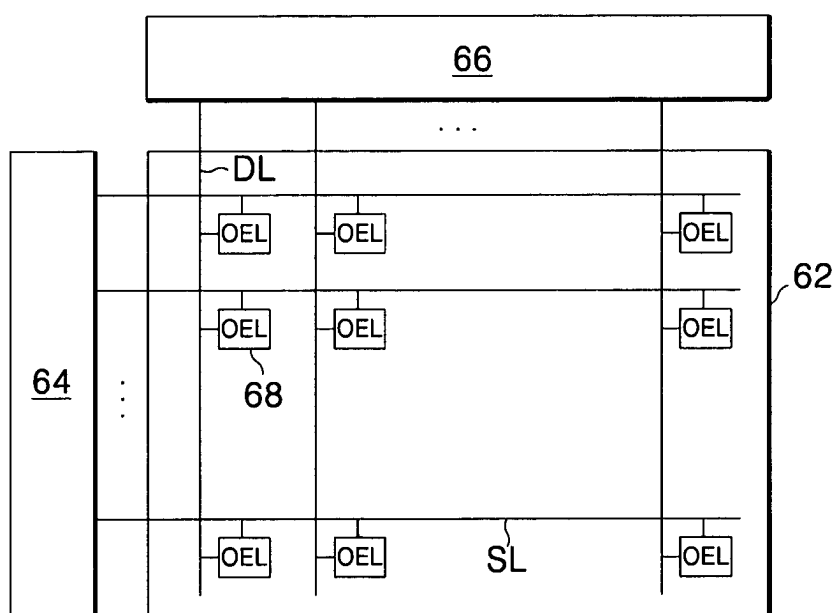 66
. . .
DL
OEL OEL OEL
62
OEL OEL OEL
64
. . .
68
SL
OEL OEL OEL